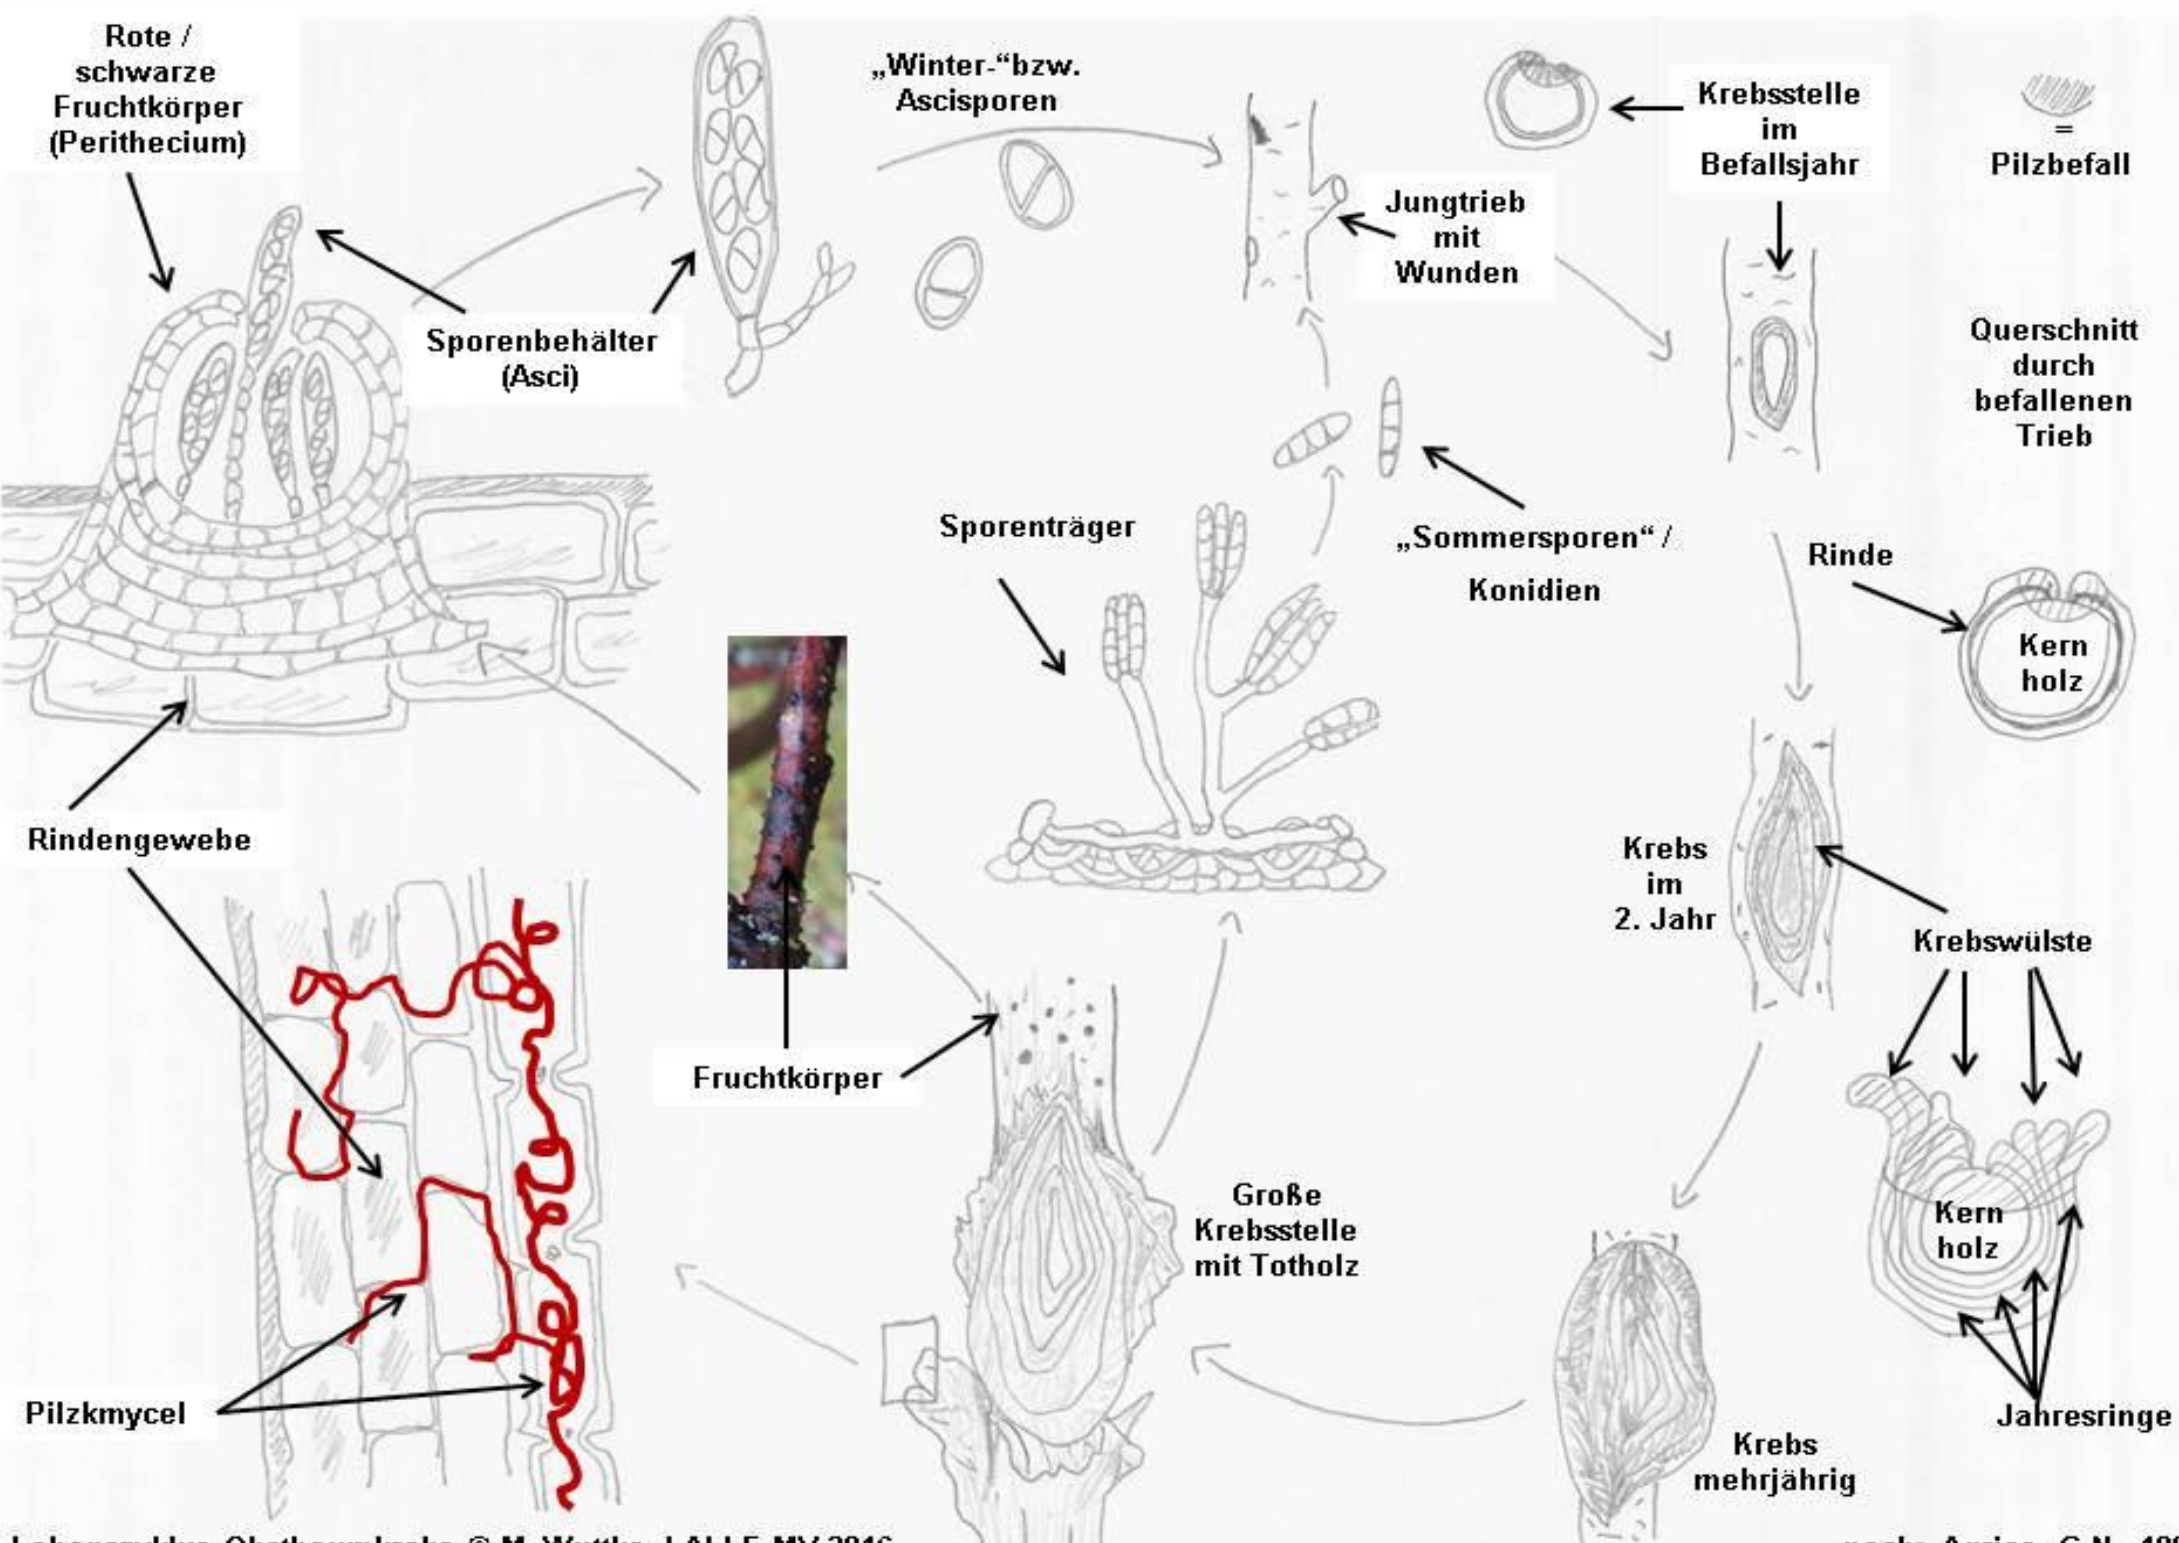 Rote /
schwarze
Fruchtkörper
(Perithecium)
„Winter-“bzw.
Ascisporen
Krebsstelle
im
Befallsjahr
=
Pilzbefall
Jungtrieb
mit
Wunden
Sporenbehälter
(Asci)
Querschnitt
durch
befallenen
Trieb
Sporenträger
„Sommersporen“ /
Konidien
Rinde
Kern
holz
Rindengewebe
Krebs
im
2. Jahr
Krebswülste
Fruchtkörper
Große
Krebsstelle
mit Totholz
Kern
holz
Pilzkmycel
Jahresringe
Krebs
mehrjährig